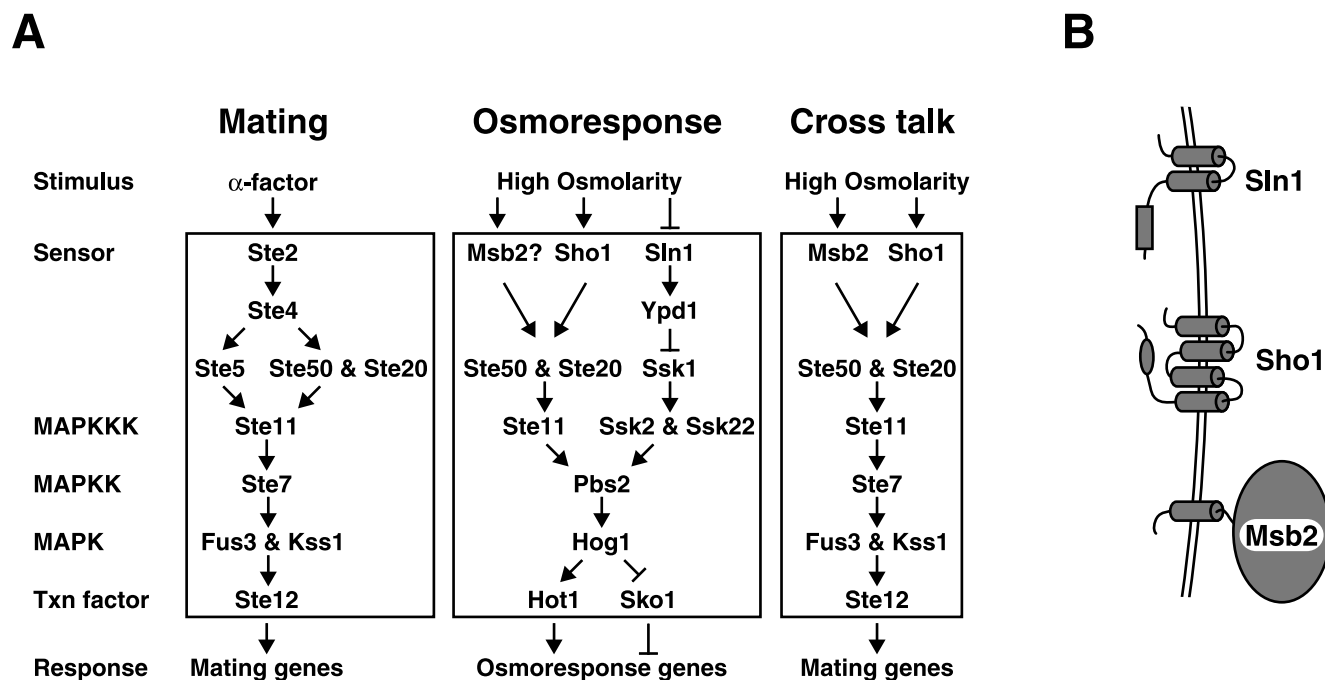 A
B
Mating
Osmoresponse
Cross talk
Stimulus
α-factor
High Osmolarity
High Osmolarity
Sensor
Ste2
Msb2?
Sho1
Sln1
Msb2
Sho1
Ste4
Ypd1
Ste5
Ste50 & Ste20
Ste50 & Ste20
Ssk1
Ste50 & Ste20
MAPKKK
Ste11
Ste11
Ssk2 & Ssk22
Ste11
MAPKK
Ste7
Pbs2
Ste7
MAPK
Fus3 & Kss1
Hog1
Fus3 & Kss1
Txn factor
Ste12
Hot1
Sko1
Ste12
Response
Mating genes
Osmoresponse genes
Mating genes
Sln1
Sho1
Msb2